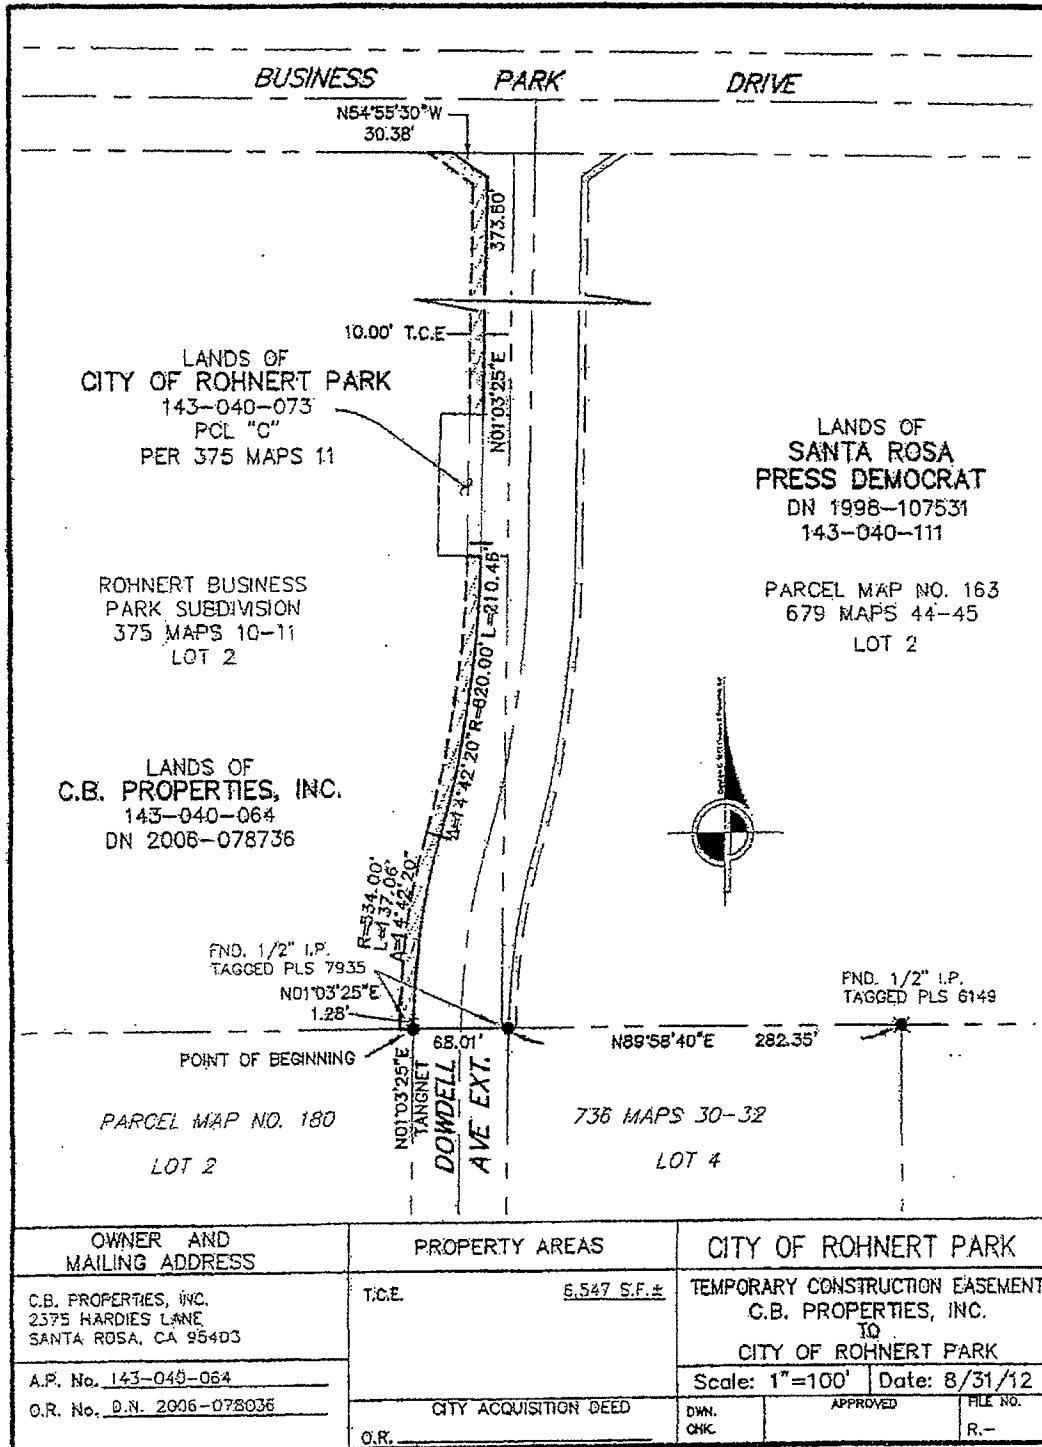 BUSINESS PARK DRIVE
N54°55'30"W
30.38'
373.60'
10.00' T.C.E
N01°03'25"E
LANDS OF
CITY OF ROHNERT PARK
143-040-073
PCL "C"
PER 375 MAPS 11
LANDS OF
SANTA ROSA
PRESS DEMOCRAT
DN 1998-107531
143-040-111
PARCEL MAP NO. 163
679 MAPS 44-45
LOT 2
ROHNERT BUSINESS
PARK SUBDIVISION
375 MAPS 10-11
LOT 2
Δ=14°42'20" R=820.00' L=210.46'
LANDS OF
C.B. PROPERTIES, INC.
143-040-064
DN 2006-078736
R=534.00'
L=137.06'
Δ=14°42'20"
FND. 1/2" I.P.
TAGGED PLS 7935
N01°03'25"E
1.28'
FND. 1/2" I.P.
TAGGED PLS 6149
POINT OF BEGINNING
68.01'
N89°58'40"E 282.35'
N01°03'25"E
TANGNET
DOWDELL
AVE EXT.
PARCEL MAP NO. 180
LOT 2
736 MAPS 30-32
LOT 4
OWNER AND
MAILING ADDRESS
C.B. PROPERTIES, INC.
2375 HARDIES LANE
SANTA ROSA, CA 95403
A.P. No. 143-040-064
O.R. No. D.N. 2006-078036
PROPERTY AREAS
T.C.E. 6,547 S.F.±
CITY ACQUISITION DEED
O.R.
CITY OF ROHNERT PARK
TEMPORARY CONSTRUCTION EASEMENT
C.B. PROPERTIES, INC.
TO
CITY OF ROHNERT PARK
Scale: 1"=100' Date: 8/31/12
DWN.
CHK.
APPROVED
FILE NO.
R.-